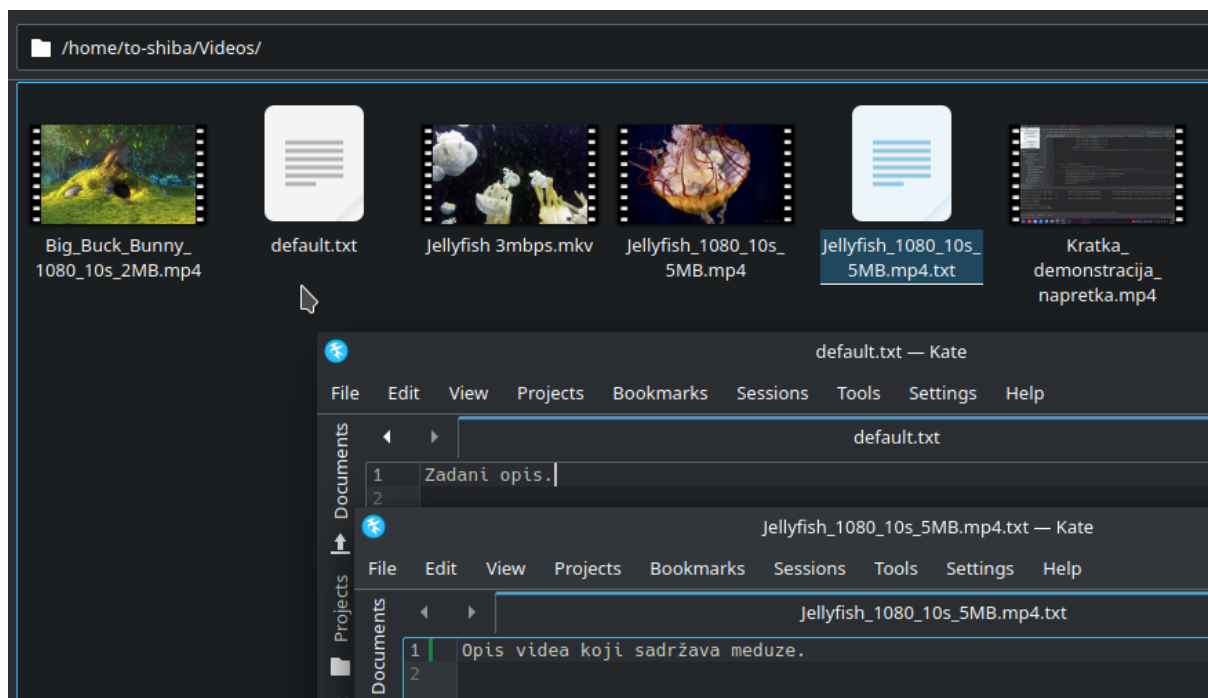 /home/to-shiba/Videos/
Big_Buck_Bunny_
1080_10s_2MB.mp4
default.txt
Jellyfish 3mbps.mkv
Jellyfish_1080_10s_
5MB.mp4
Jellyfish_1080_10s_
5MB.mp4.txt
Kratka_
demonstracija_
napretka.mp4
default.txt — Kate
File Edit View Projects Bookmarks Sessions Tools Settings Help
default.txt
Documents
Projects
1 Zadani opis.
2
Jellyfish_1080_10s_5MB.mp4.txt — Kate
File Edit View Projects Bookmarks Sessions Tools Settings Help
Jellyfish_1080_10s_5MB.mp4.txt
Documents
1 Opis videa koji sadržava meduze.
2